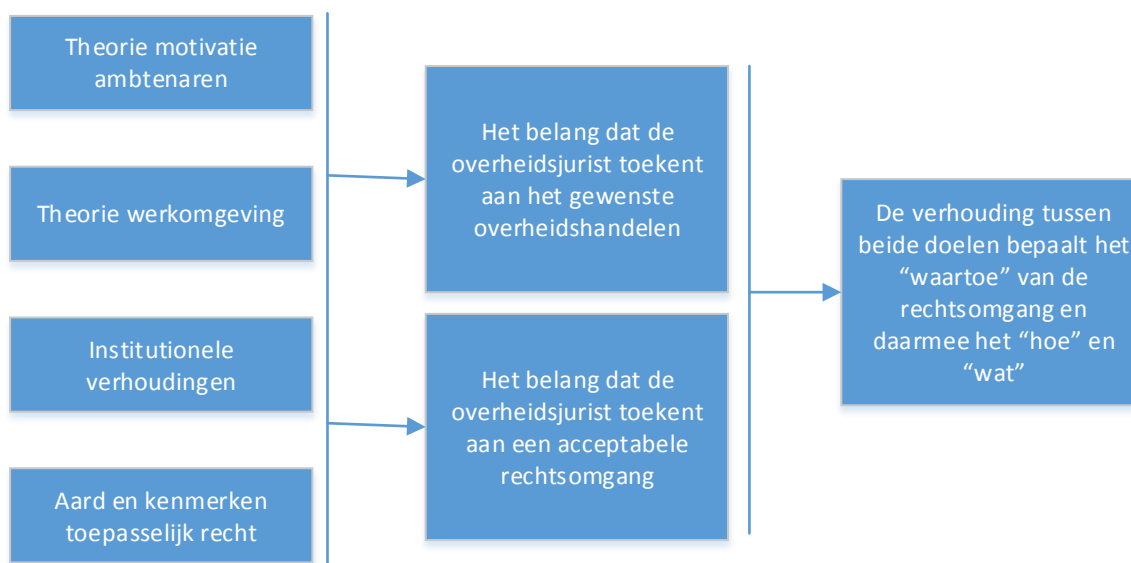 Theorie motivatie
ambtenaren
Theorie werkomgeving
Institutionele
verhoudingen
Aard en kenmerken
toepasselijk recht
Het belang dat de
overheidsjurist toekent
aan het gewenste
overheidshandelen
Het belang dat de
overheidsjurist toekent
aan een acceptabele
rechtsomgang
De verhouding tussen
beide doelen bepaalt het
“waartoe” van de
rechtsomgang en
daarmee het “hoe” en
“wat”